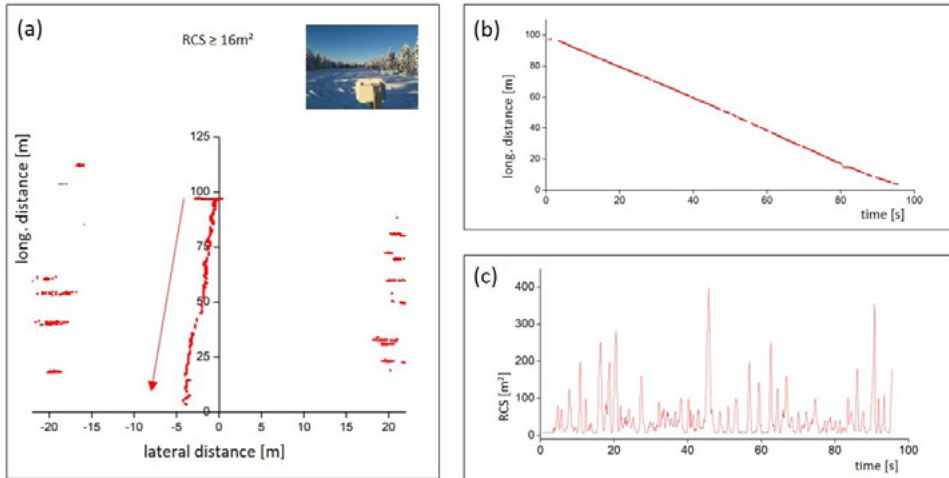 (a)
RCS ≥ 16m²
long. distance [m]
125
100
75
50
25
0
-20 -15 -10 -5 0 5 10 15 20
lateral distance [m]
(b)
long. distance [m]
100
80
60
40
20
0
0 20 40 60 80 100
time [s]
(c)
RCS [m²]
400
300
200
100
0
0 20 40 60 80 100
time [s]